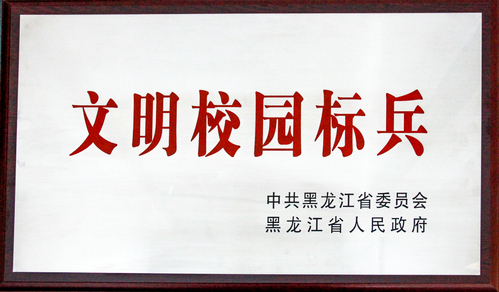 文明校园标兵
中共黑龙江省委员会
黑龙江省人民政府